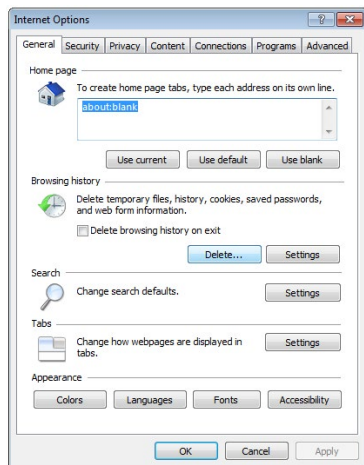 Internet Options
General Security Privacy Content Connections Programs Advanced
Home page
To create home page tabs, type each address on its own line.
about:blank
Use current Use default Use blank
Browsing history
Delete temporary files, history, cookies, saved passwords,
and web form information.
Delete browsing history on exit
Delete... Settings
Search
Change search defaults. Settings
Tabs
Change how webpages are displayed in
tabs. Settings
Appearance
Colors Languages Fonts Accessibility
OK Cancel Apply